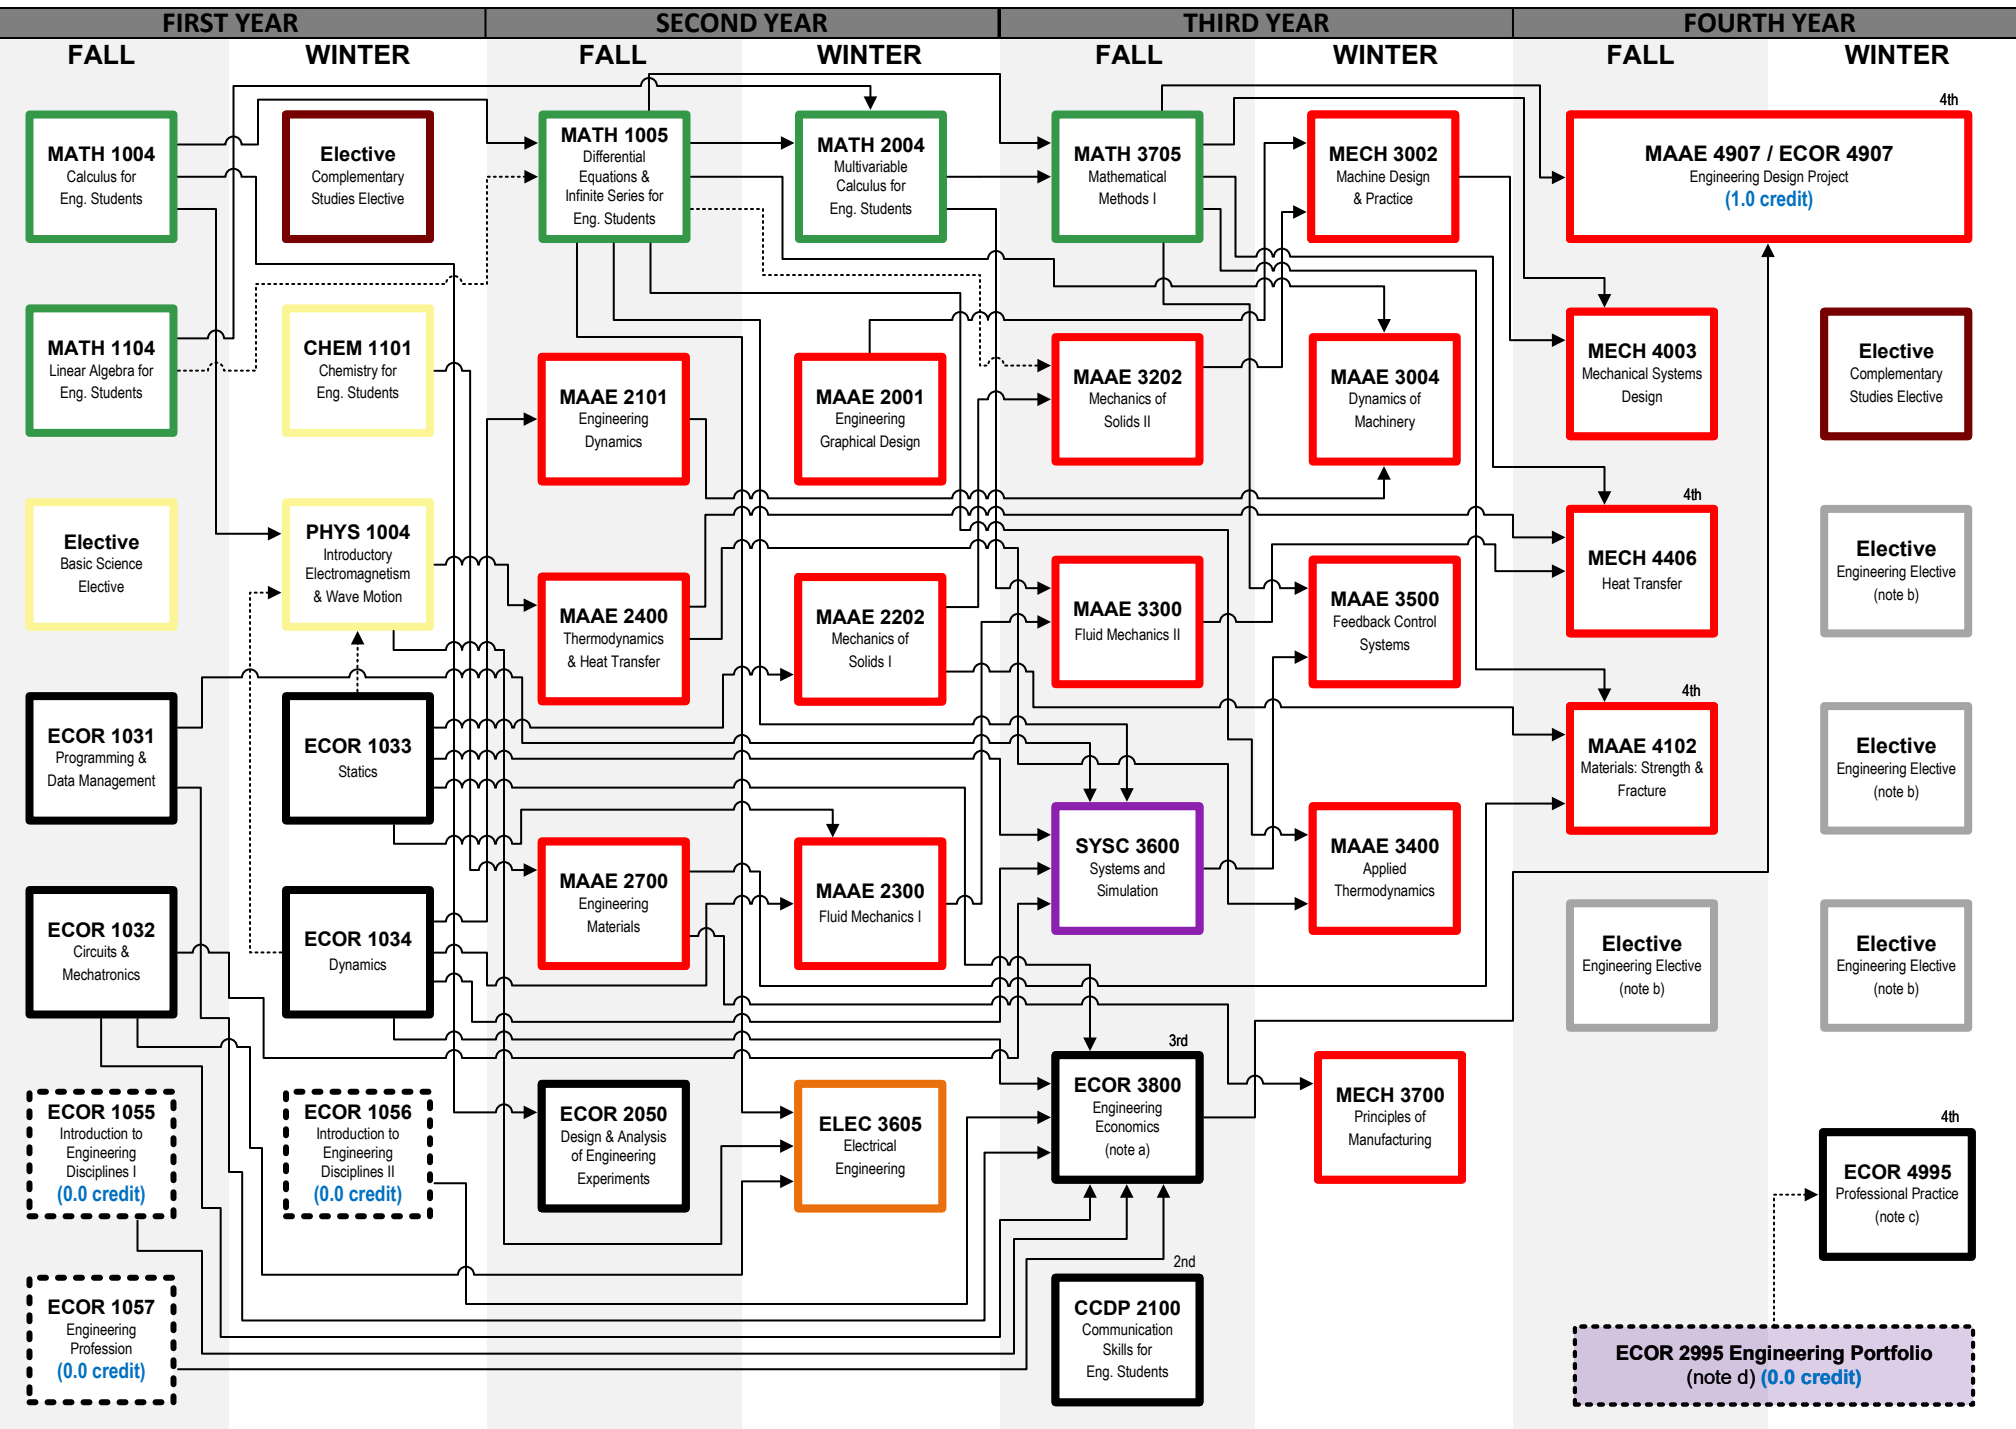 FIRST YEAR
SECOND YEAR
THIRD YEAR
FOURTH YEAR
FALL
WINTER
FALL
WINTER
FALL
WINTER
FALL
WINTER
MATH 1004
Calculus for
Eng. Students
MATH 1104
Linear Algebra for
Eng. Students
Elective
Basic Science
Elective
ECOR 1031
Programming &
Data Management
ECOR 1032
Circuits &
Mechatronics
ECOR 1055
Introduction to
Engineering
Disciplines I
(0.0 credit)
ECOR 1057
Engineering
Profession
(0.0 credit)
Elective
Complementary
Studies Elective
CHEM 1101
Chemistry for
Eng. Students
PHYS 1004
Introductory
Electromagnetism
& Wave Motion
ECOR 1033
Statics
ECOR 1034
Dynamics
ECOR 1056
Introduction to
Engineering
Disciplines II
(0.0 credit)
MATH 1005
Differential
Equations &
Infinite Series for
Eng. Students
MAAE 2101
Engineering
Dynamics
MAAE 2400
Thermodynamics
& Heat Transfer
MAAE 2700
Engineering
Materials
ECOR 2050
Design & Analysis
of Engineering
Experiments
MATH 2004
Multivariable
Calculus for
Eng. Students
MAAE 2001
Engineering
Graphical Design
MAAE 2202
Mechanics of
Solids I
MAAE 2300
Fluid Mechanics I
ELEC 3605
Electrical
Engineering
MATH 3705
Mathematical
Methods I
MAAE 3202
Mechanics of
Solids II
MAAE 3300
Fluid Mechanics II
SYSC 3600
Systems and
Simulation
3rd
ECOR 3800
Engineering
Economics
(note a)
2nd
CCDP 2100
Communication
Skills for
Eng. Students
MECH 3002
Machine Design
& Practice
MAAE 3004
Dynamics of
Machinery
MAAE 3500
Feedback Control
Systems
MAAE 3400
Applied
Thermodynamics
MECH 3700
Principles of
Manufacturing
4th
MAAE 4907 / ECOR 4907
Engineering Design Project
(1.0 credit)
MECH 4003
Mechanical Systems
Design
4th
MECH 4406
Heat Transfer
4th
MAAE 4102
Materials: Strength &
Fracture
Elective
Engineering Elective
(note b)
Elective
Complementary
Studies Elective
Elective
Engineering Elective
(note b)
Elective
Engineering Elective
(note b)
Elective
Engineering Elective
(note b)
4th
ECOR 4995
Professional Practice
(note c)
ECOR 2995 Engineering Portfolio
(note d) (0.0 credit)